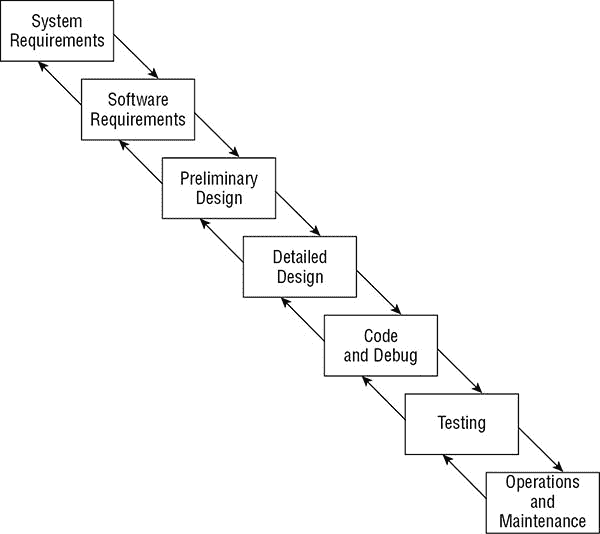 System
Requirements
Software
Requirements
Preliminary
Design
Detailed
Design
Code
and Debug
Testing
Operations
and
Maintenance